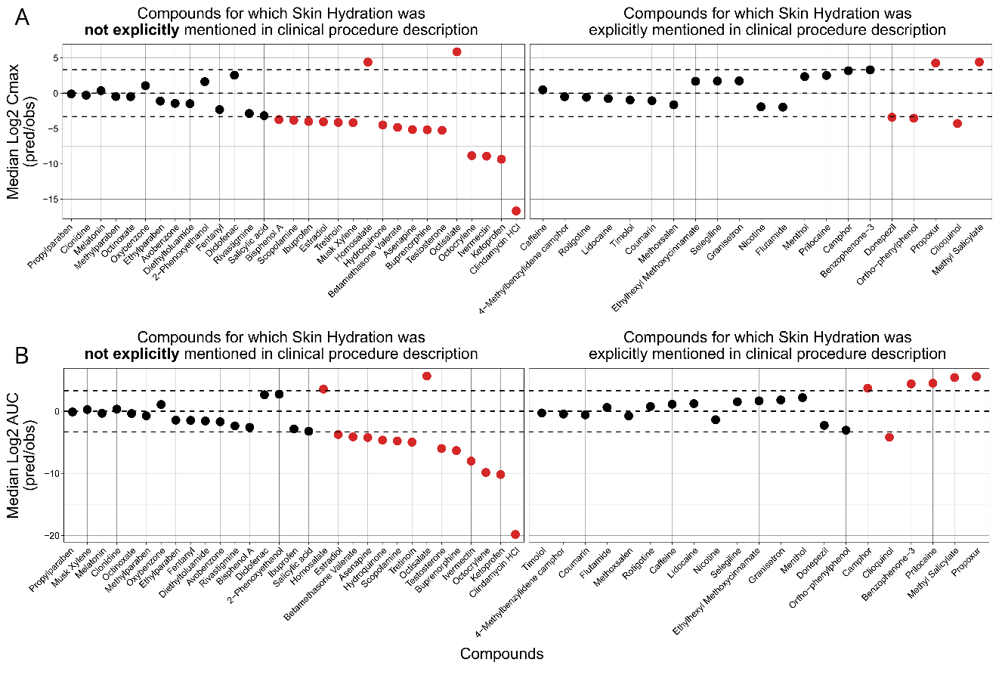 A
Compounds for which Skin Hydration was
not explicitly mentioned in clinical procedure description
Compounds for which Skin Hydration was
explicitly mentioned in clinical procedure description
Median Log2 Cmax
(pred/obs)
5
0
−5
−10
−15
Propylparaben
Clonidine
Melatonin
Methylparaben
Octinoxate
Oxybenzone
Ethylparaben
Avobenzone
Diethyltoluamide
2−Phenoxyethanol
Fentanyl
Diclofenac
Rivastigmine
Salicylic acid
Bisphenol A
Scopolamine
Ibuprofen
Estradiol
Tretinoin
Musk Xylene
Homosalate
Hydroquinone
Betamethasone Valerate
Asenapine
Buprenorphine
Testosterone
Octisalate
Octocrylene
Ivermectin
Ketoprofen
Clindamycin HCl
Caffeine
4−Methylbenzylidene camphor
Rotigotine
Lidocaine
Timolol
Coumarin
Methoxsalen
Ethylhexyl Methoxycinnamate
Selegiline
Granisetron
Nicotine
Flutamide
Menthol
Prilocaine
Camphor
Benzophenone−3
Donepezil
Ortho−phenylphenol
Propoxur
Clioquinol
Methyl Salicylate
B
Compounds for which Skin Hydration was
not explicitly mentioned in clinical procedure description
Compounds for which Skin Hydration was
explicitly mentioned in clinical procedure description
Median Log2 AUC
(pred/obs)
0
−10
−20
Propylparaben
Musk Xylene
Melatonin
Clonidine
Octinoxate
Methylparaben
Oxybenzone
Ethylparaben
Fentanyl
Diethyltoluamide
Avobenzone
Rivastigmine
Bisphenol A
Diclofenac
2−Phenoxyethanol
Ibuprofen
Salicylic acid
Homosalate
Estradiol
Betamethasone Valerate
Asenapine
Hydroquinone
Scopolamine
Tretinoin
Octisalate
Testosterone
Buprenorphine
Ivermectin
Octocrylene
Ketoprofen
Clindamycin HCl
Timolol
4−Methylbenzylidene camphor
Coumarin
Flutamide
Methoxsalen
Rotigotine
Caffeine
Lidocaine
Nicotine
Selegiline
Ethylhexyl Methoxycinnamate
Granisetron
Menthol
Donepezil
Ortho−phenylphenol
Camphor
Clioquinol
Benzophenone−3
Prilocaine
Methyl Salicylate
Propoxur
Compounds